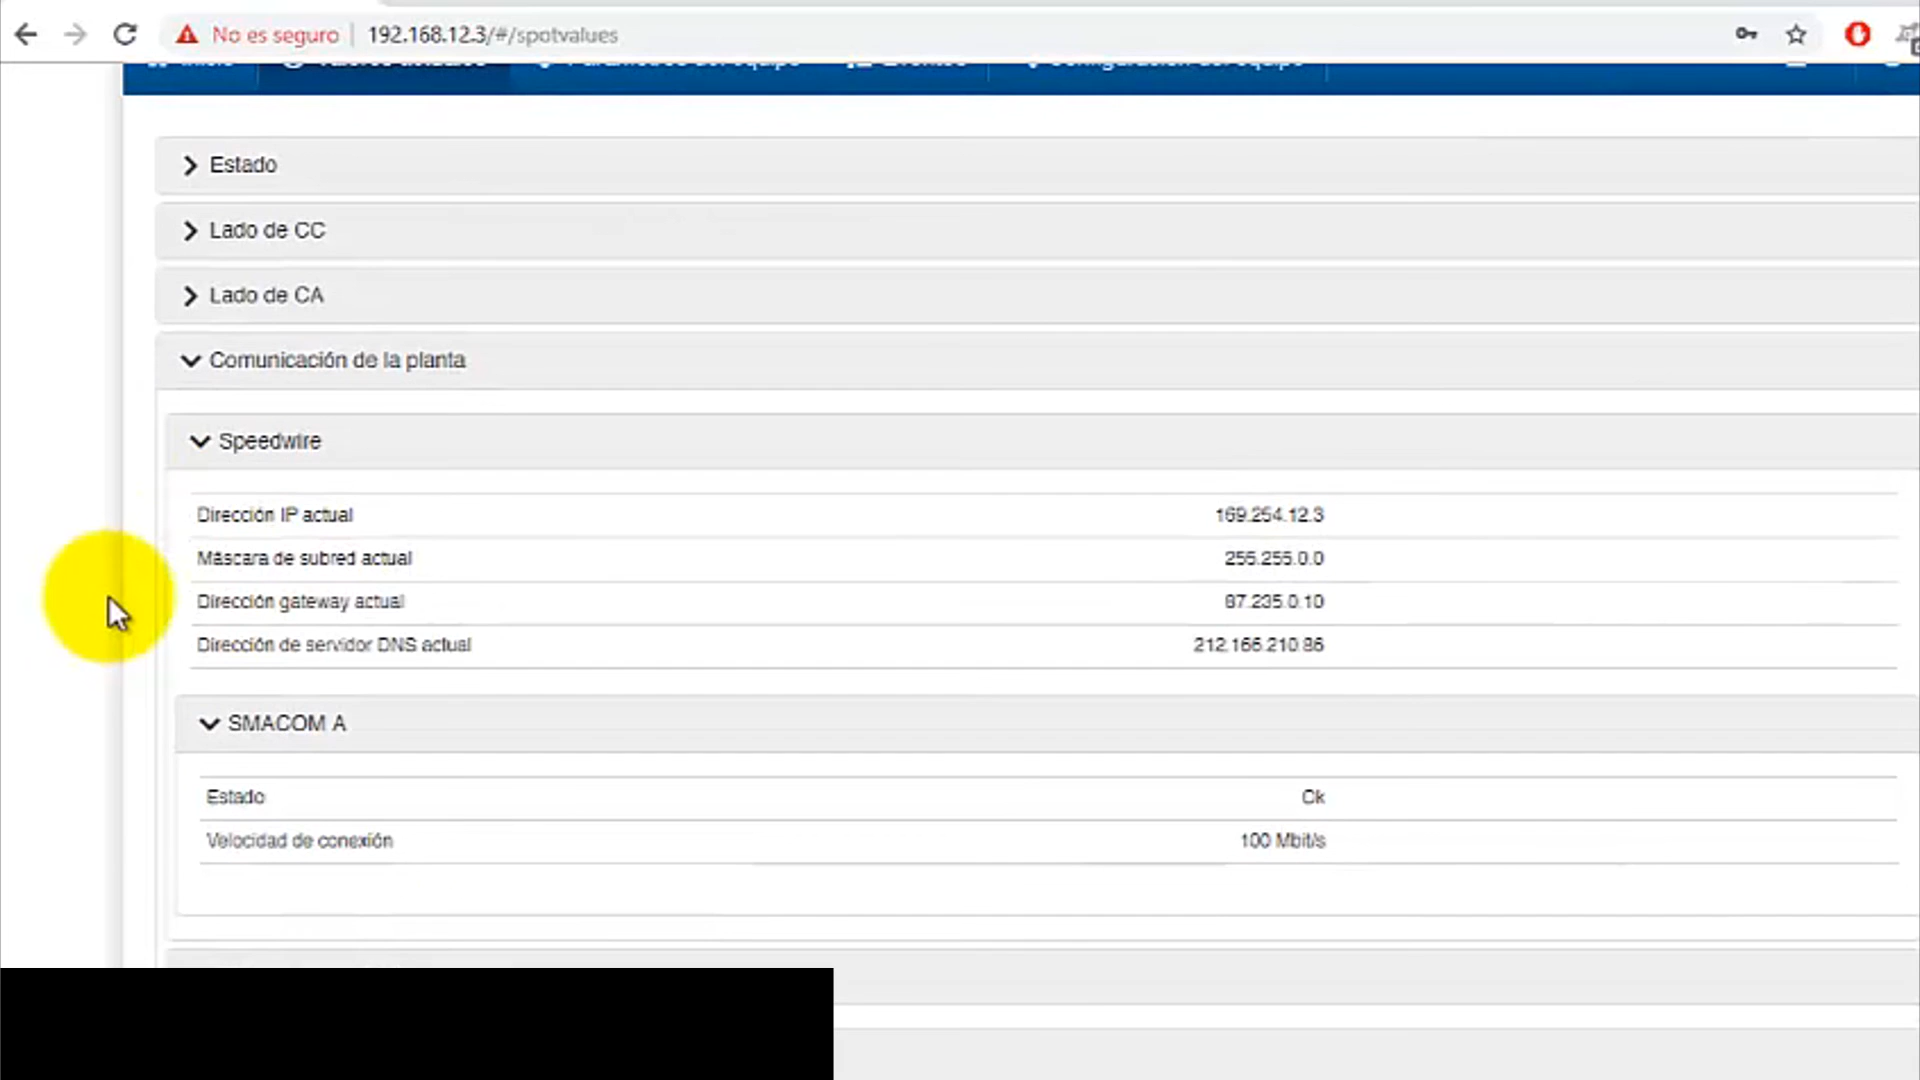 No es seguro | 192.168.12.3/#/spotvalues
Estado
Lado de CC
Lado de CA
Comunicación de la planta
Speedwire
Dirección IP actual 169.254.12.3
Máscara de subred actual 255.255.0.0
Dirección gateway actual 87.235.0.10
Dirección de servidor DNS actual 212.166.210.86
SMACOM A
Estado Ok
Velocidad de conexión 100 Mbit/s